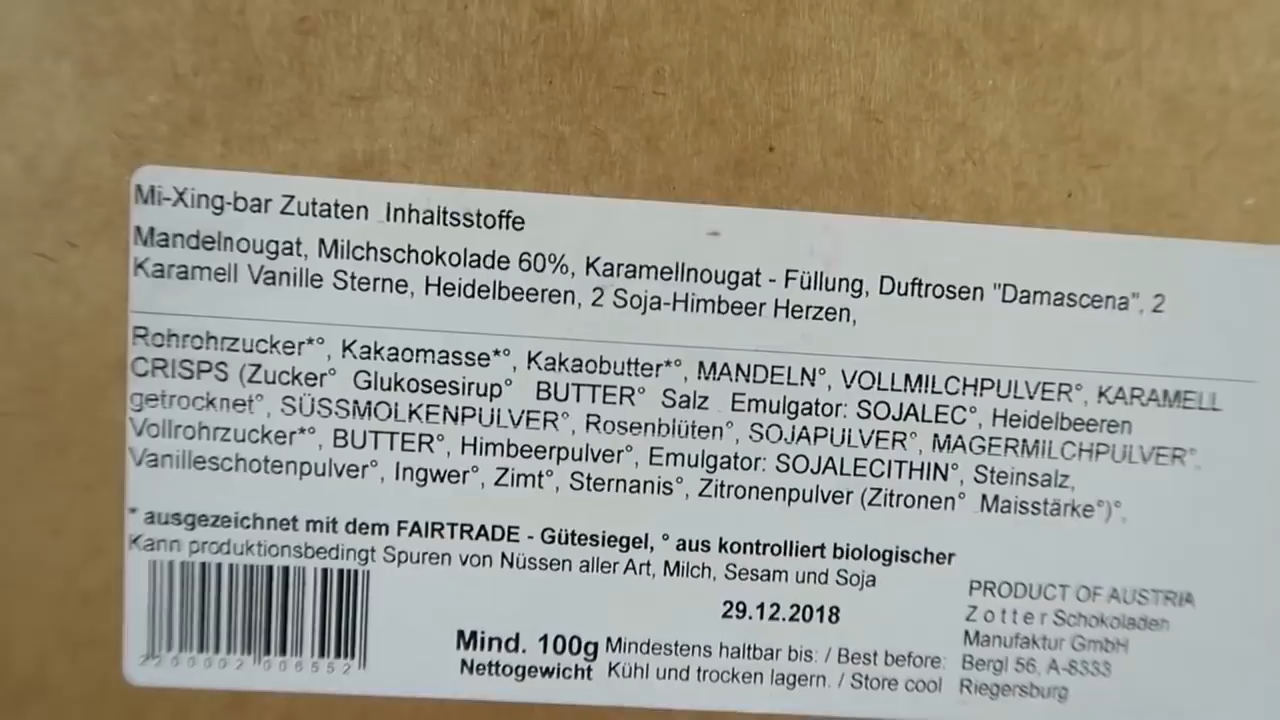 Mi-Xing-bar Zutaten Inhaltsstoffe
Mandelnougat, Milchschokolade 60%, Karamellnougat - Füllung, Duftrosen "Damascena", 2
Karamell Vanille Sterne, Heidelbeeren, 2 Soja-Himbeer Herzen,
Rohrohrzucker*°, Kakaomasse*°, Kakaobutter*°, MANDELN°, VOLLMILCHPULVER°, KARAMELL
CRISPS (Zucker° Glukosesirup° BUTTER° Salz Emulgator: SOJALEC°, Heidelbeeren
getrocknet°, SÜSSMOLKENPULVER°, Rosenblüten°, SOJAPULVER°, MAGERMILCHPULVER°,
Vollrohrzucker*°, BUTTER°, Himbeerpulver°, Emulgator: SOJALECITHIN°, Steinsalz,
Vanilleschotenpulver°, Ingwer°, Zimt°, Sternanis°, Zitronenpulver (Zitronen° Maisstärke°)°,
* ausgezeichnet mit dem FAIRTRADE - Gütesiegel, ° aus kontrolliert biologischer
Kann produktionsbedingt Spuren von Nüssen aller Art, Milch, Sesam und Soja
29.12.2018
Mind. 100g Mindestens haltbar bis: / Best before:
Nettogewicht Kühl und trocken lagern. / Store cool
PRODUCT OF AUSTRIA
Zotter Schokoladen
Manufaktur GmbH
Bergl 56, A-8333
Riegersburg
2200002006552